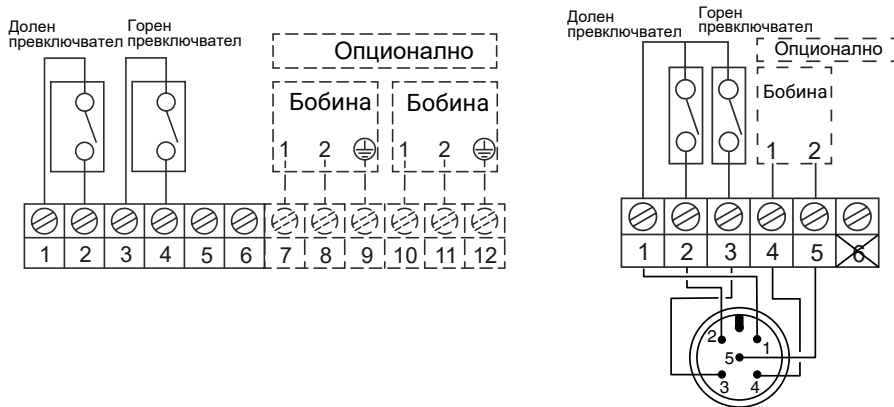 Долен
превключвател
Горен
превключвател
Опционално
Бобина
Бобина
1 2 1 2
1 2 3 4 5 6 7 8 9 10 11 12
Долен
превключвател
Горен
превключвател
Опционално
Бобина
1 2
1 2 3 4 5 6
2 1
5
3 4